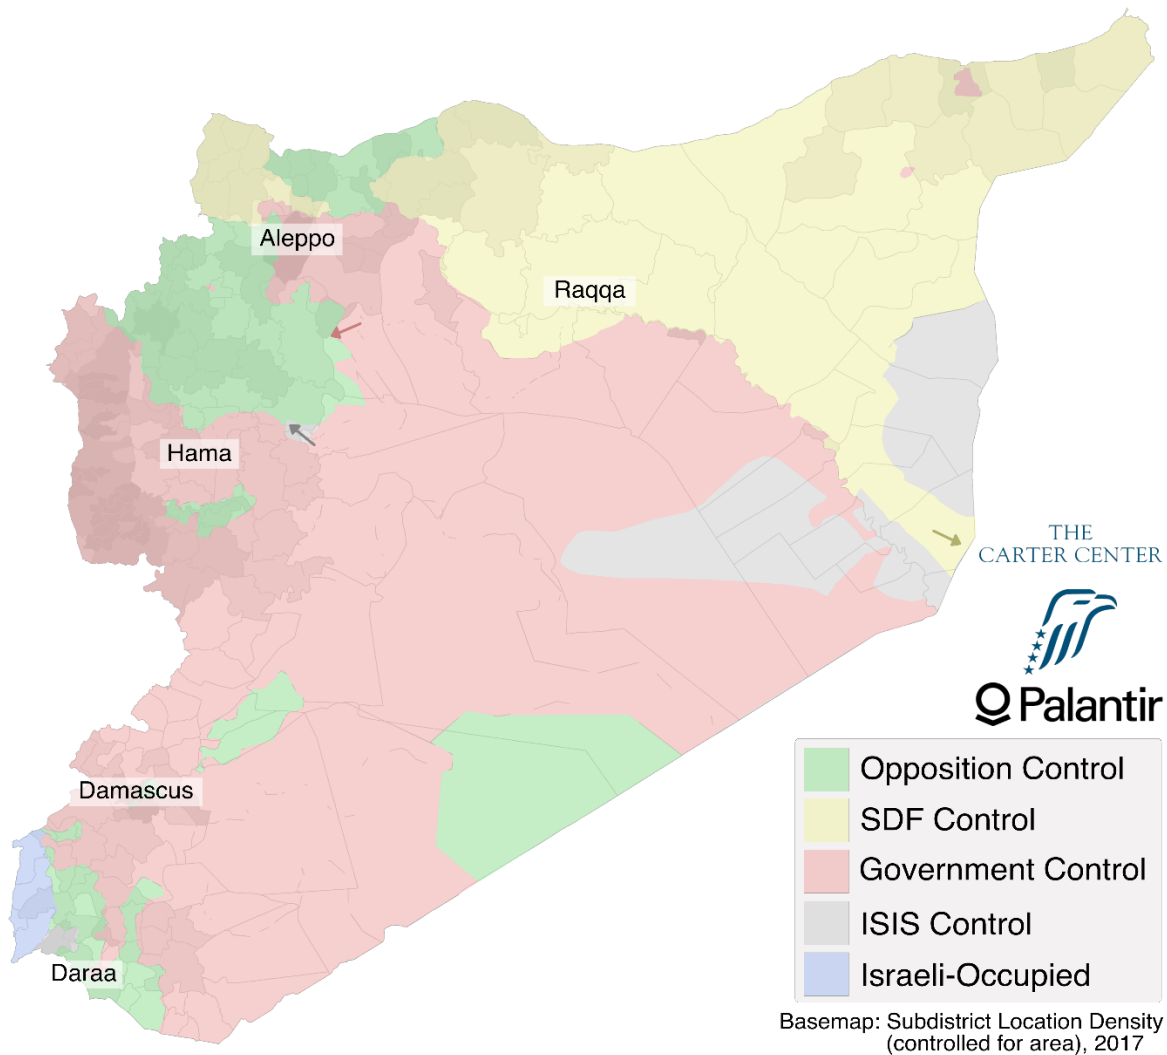 Aleppo
Raqqa
Hama
THE
CARTER CENTER
Palantir
Damascus
Daraa
Opposition Control
SDF Control
Government Control
ISIS Control
Israeli-Occupied
Basemap: Subdistrict Location Density
(controlled for area), 2017